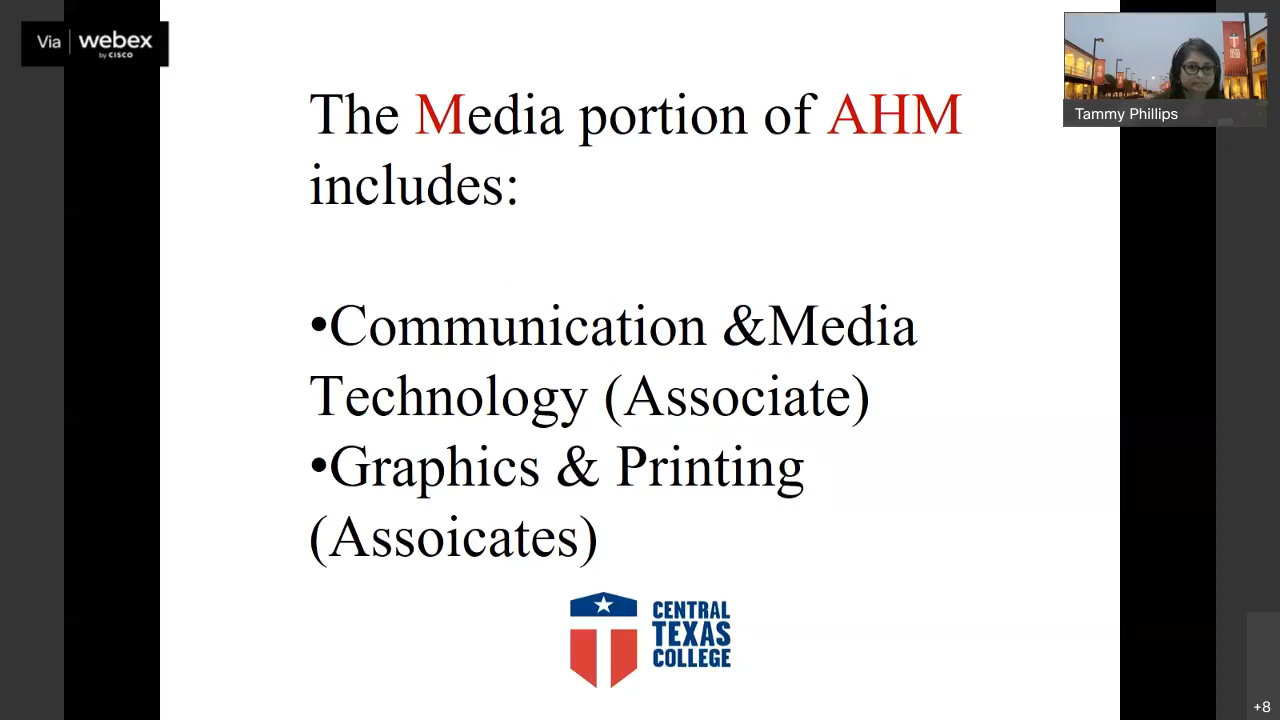 Via webex
by CISCO
Tammy Phillips
The Media portion of AHM
includes:
•Communication &Media
Technology (Associate)
•Graphics & Printing
(Assoicates)
CENTRAL
TEXAS
COLLEGE
+8